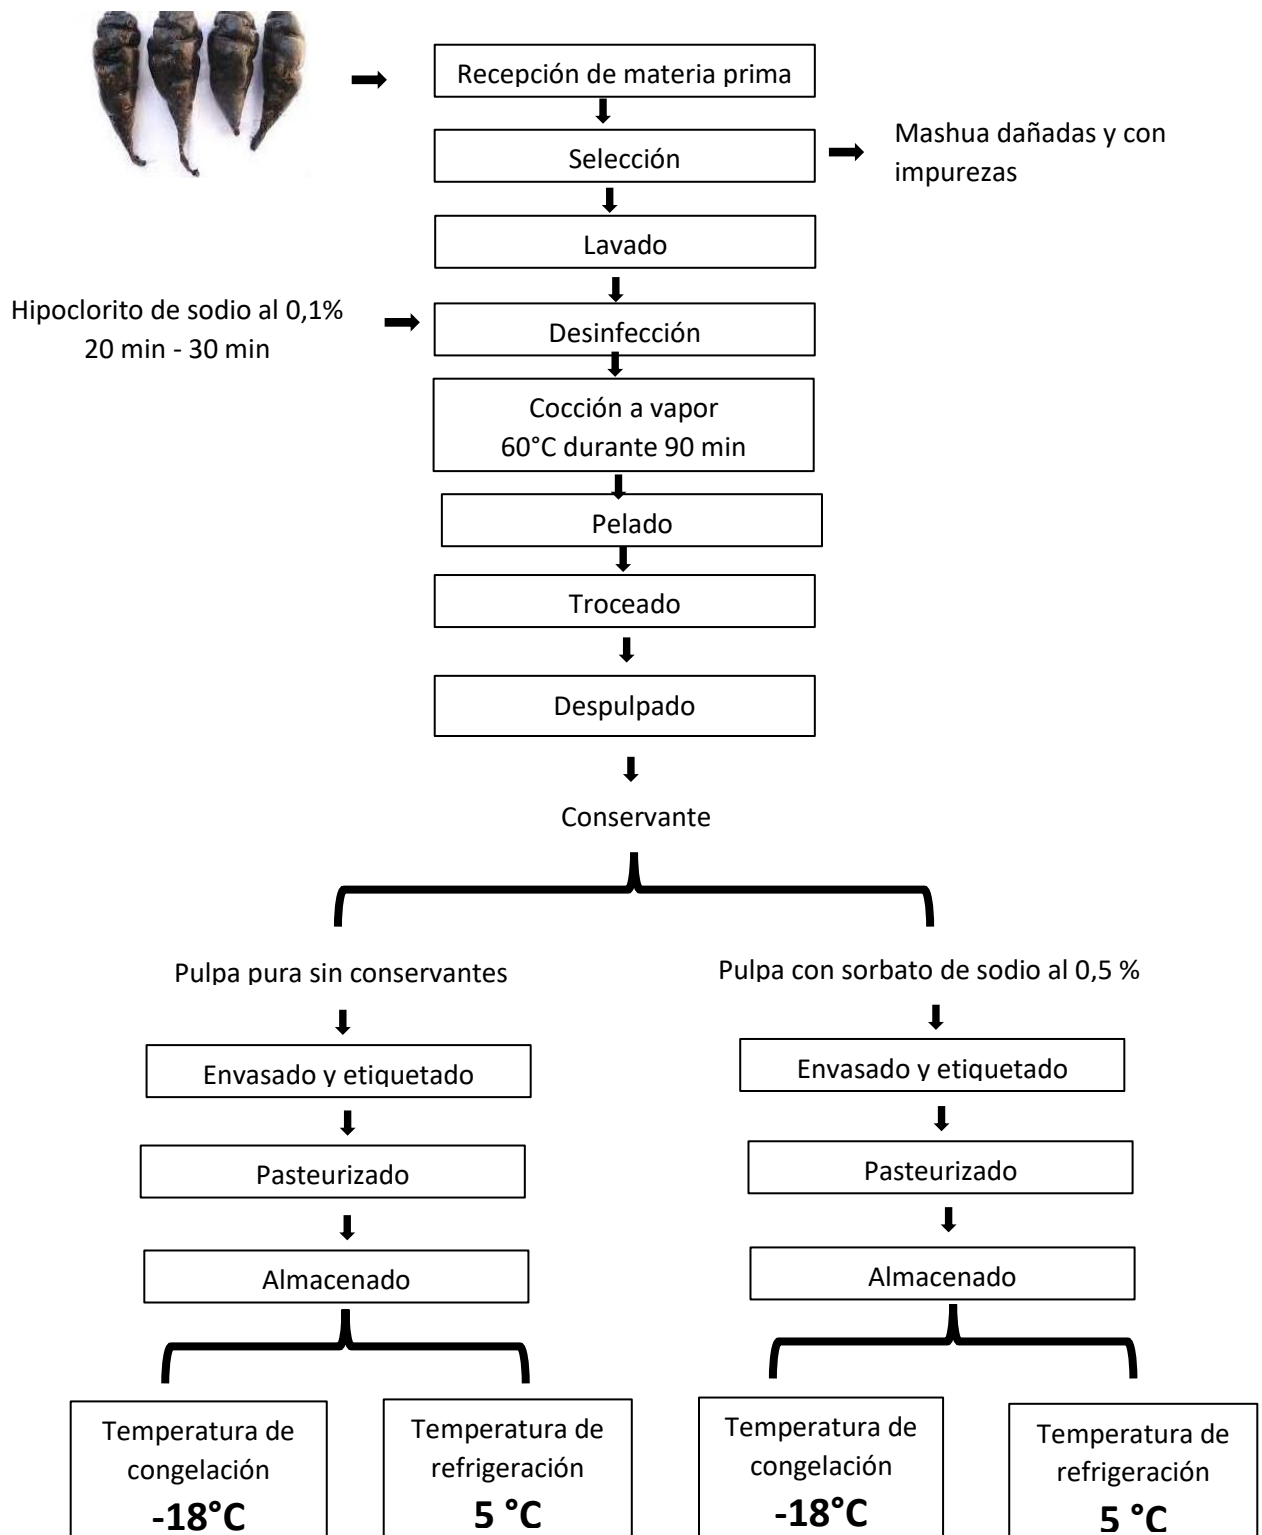 Recepción de materia prima
Selección
Mashua dañadas y con
impurezas
Lavado
Hipoclorito de sodio al 0,1%
20 min - 30 min
Desinfección
Cocción a vapor
60°C durante 90 min
Pelado
Troceado
Despulpado
Conservante
Pulpa pura sin conservantes
Envasado y etiquetado
Pasteurizado
Almacenado
Temperatura de
congelación
-18°C
Temperatura de
refrigeración
5 °C
Pulpa con sorbato de sodio al 0,5 %
Envasado y etiquetado
Pasteurizado
Almacenado
Temperatura de
congelación
-18°C
Temperatura de
refrigeración
5 °C